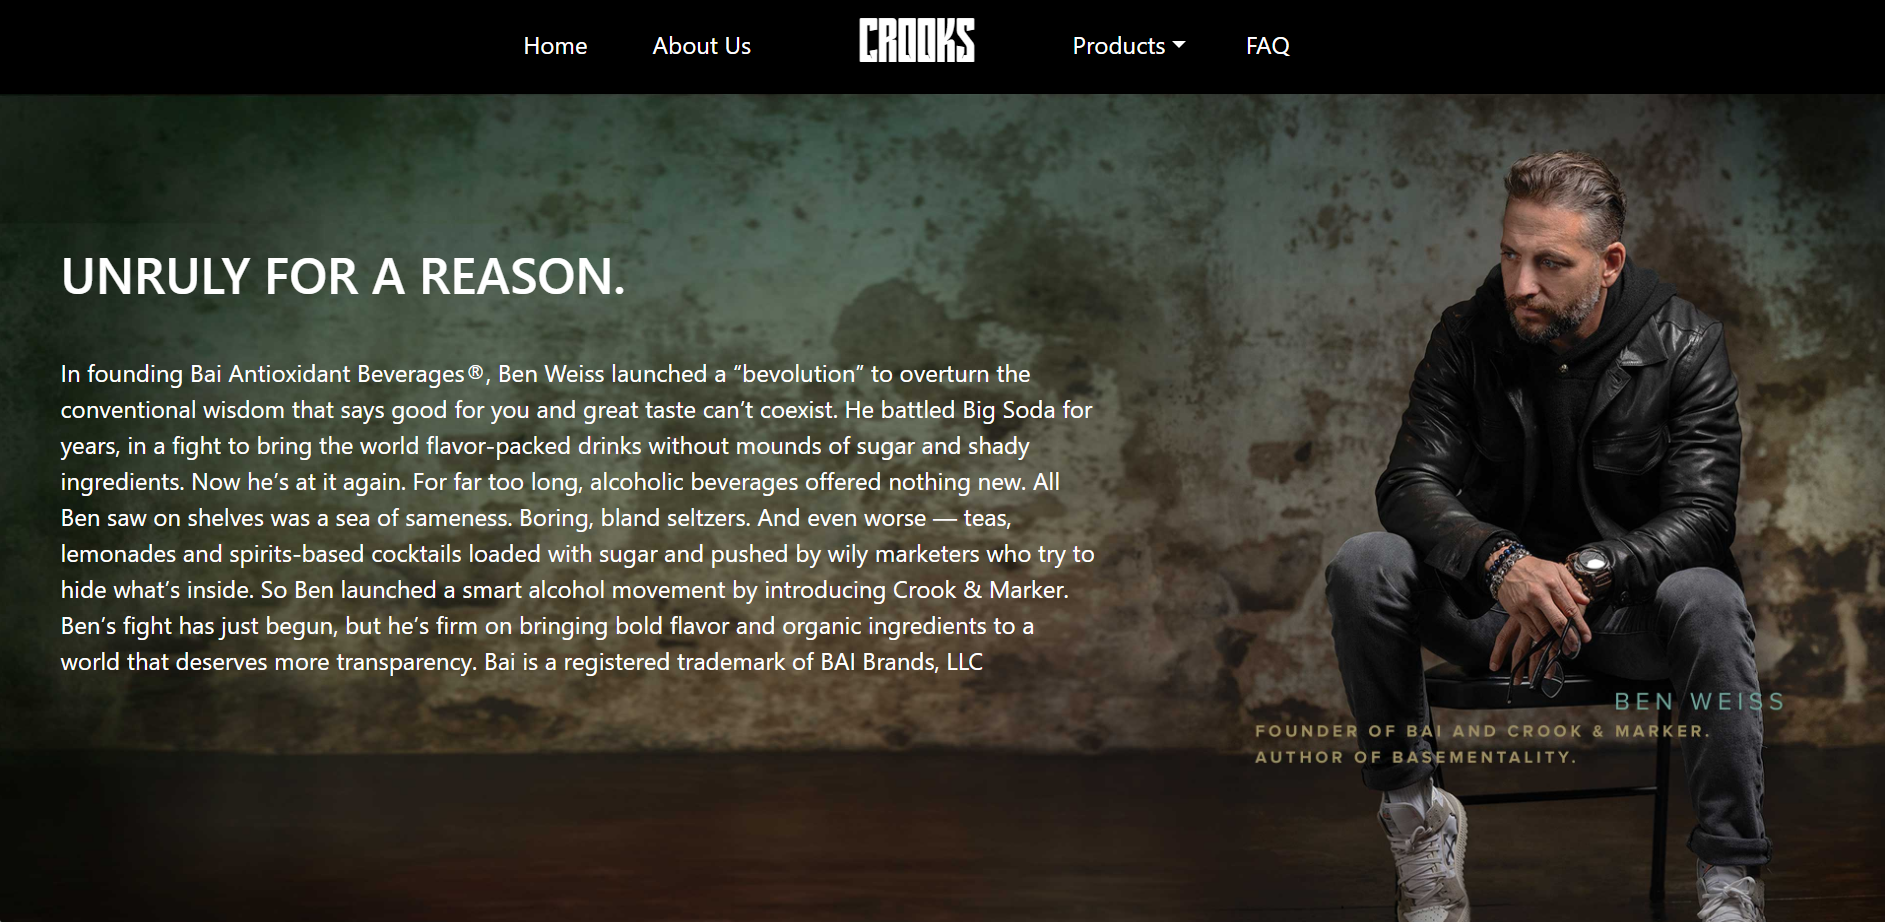 Home About Us CROOKS Products FAQ
UNRULY FOR A REASON.
In founding Bai Antioxidant Beverages®, Ben Weiss launched a “bevolution” to overturn the
conventional wisdom that says good for you and great taste can’t coexist. He battled Big Soda for
years, in a fight to bring the world flavor-packed drinks without mounds of sugar and shady
ingredients. Now he’s at it again. For far too long, alcoholic beverages offered nothing new. All
Ben saw on shelves was a sea of sameness. Boring, bland seltzers. And even worse — teas,
lemonades and spirits-based cocktails loaded with sugar and pushed by wily marketers who try to
hide what’s inside. So Ben launched a smart alcohol movement by introducing Crook & Marker.
Ben’s fight has just begun, but he’s firm on bringing bold flavor and organic ingredients to a
world that deserves more transparency. Bai is a registered trademark of BAI Brands, LLC
BEN WEISS
FOUNDER OF BAI AND CROOK & MARKER.
AUTHOR OF BASEMENTALITY.